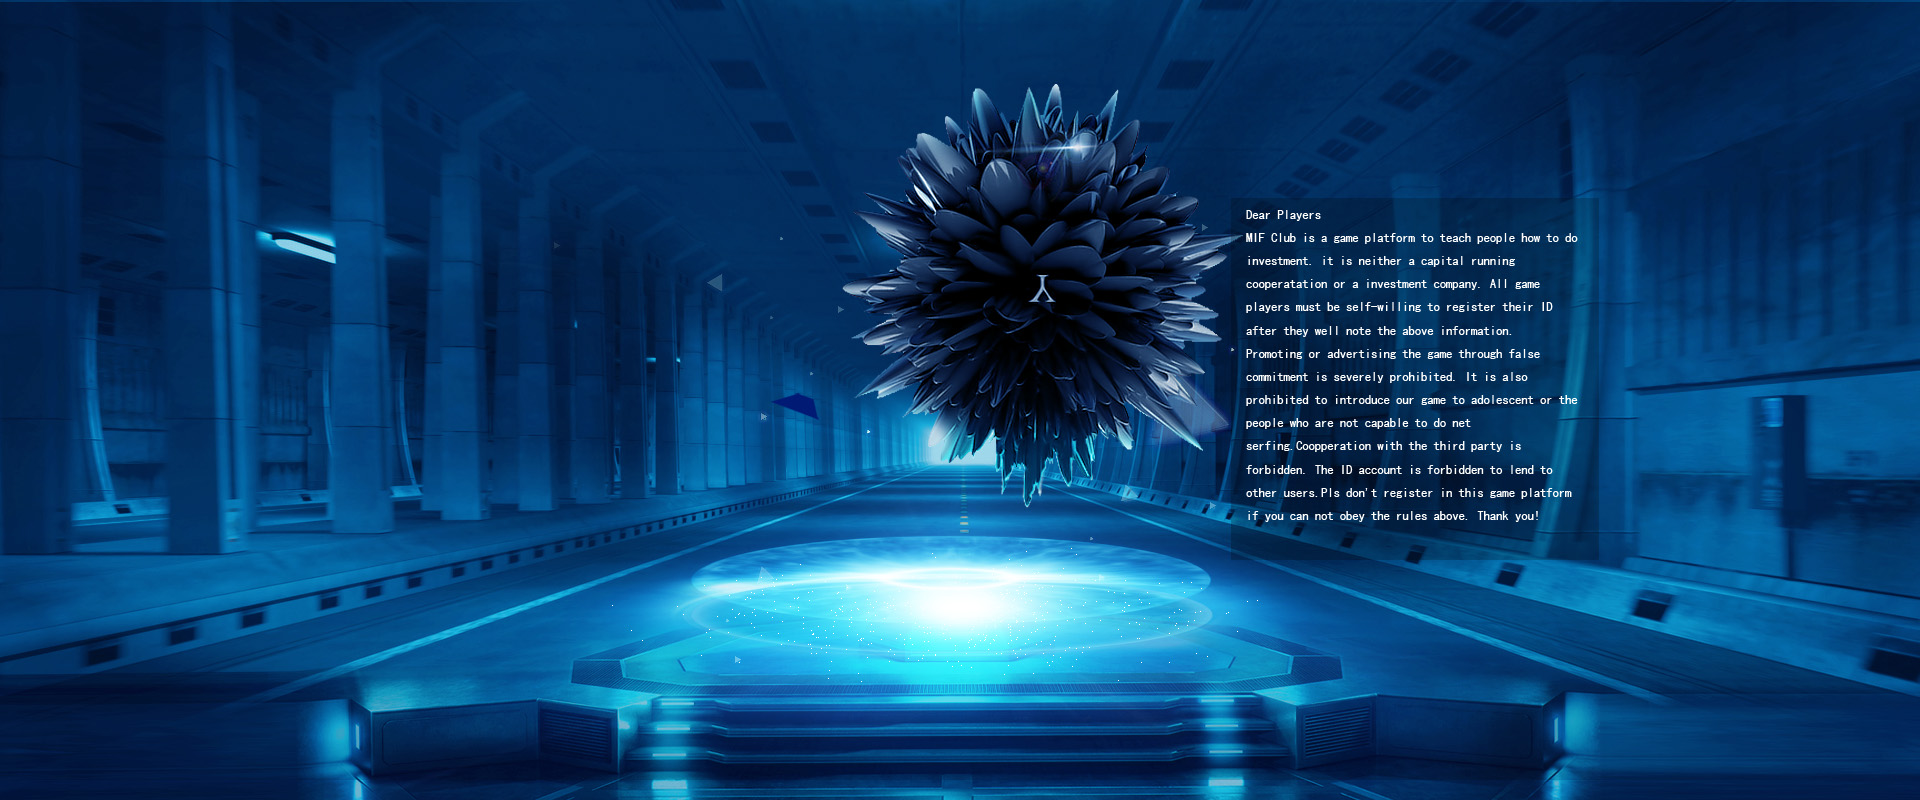 Dear Players
MIF Club is a game platform to teach people how to do
investment. it is neither a capital running
cooperatation or a investment company. All game
players must be self-willing to register their ID
after they well note the above information.
Promoting or advertising the game through false
commitment is severely prohibited. It is also
prohibited to introduce our game to adolescent or the
people who are not capable to do net
serfing.Coopperation with the third party is
forbidden. The ID account is forbidden to lend to
other users.Pls don't register in this game platform
if you can not obey the rules above. Thank you!